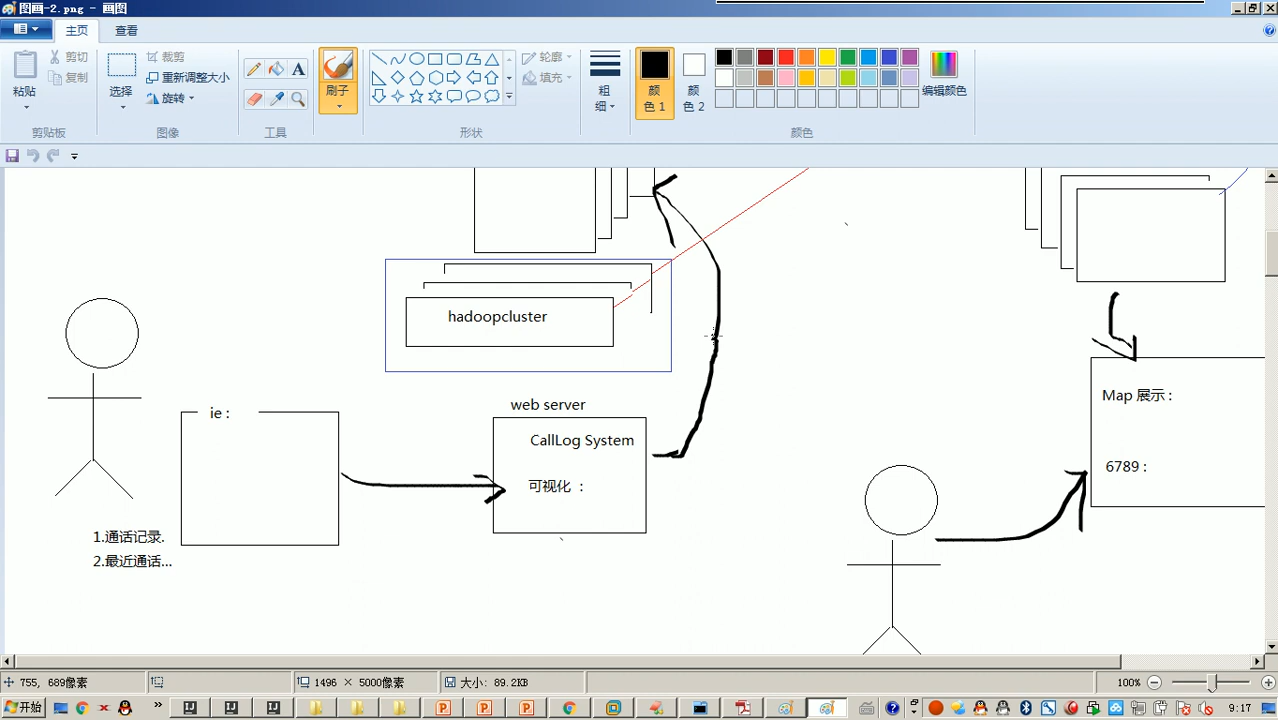 图画-2.png - 画图
主页
查看
粘贴
剪切
复制
剪贴板
选择
裁剪
重新调整大小
旋转
图像
A
工具
刷子
轮廓
填充
形状
粗
细
颜
色 1
颜
色 2
编辑颜色
颜色
hadoopcluster
web server
ie :
CallLog System
可视化 ：
Map 展示 :
6789 :
1.通话记录.
2.最近通话...
755, 689像素
1496 × 5000像素
大小: 89.2KB
100%
开始
9:17